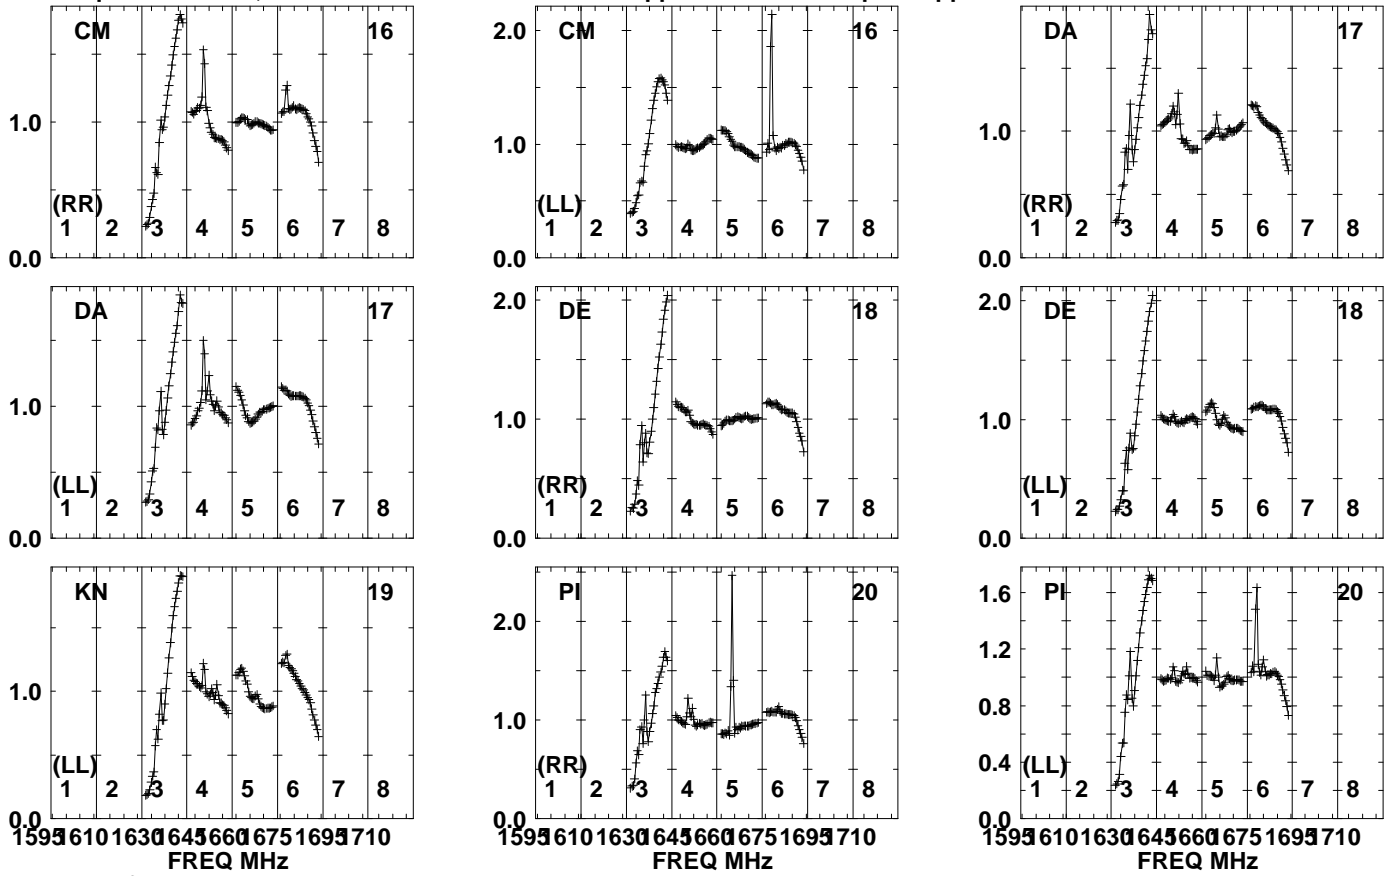 CM 16 CM 16 DA 17
2.0
1.0 1.0 1.0
(RR) (LL) (RR)
1 2 3 4 5 6 7 8 1 2 3 4 5 6 7 8 1 2 3 4 5 6 7 8
0.0 0.0 0.0
DA 17 DE 18 DE 18
2.0 2.0
1.0 1.0 1.0
(LL) (RR) (LL)
1 2 3 4 5 6 7 8 1 2 3 4 5 6 7 8 1 2 3 4 5 6 7 8
0.0 0.0 0.0
KN 19 PI 20 PI 20
1.6
2.0
1.2
1.0 1.0
0.8
(LL) (RR) 0.4 (LL)
1 2 3 4 5 6 7 8 1 2 3 4 5 6 7 8 1 2 3 4 5 6 7 8
0.0 0.0 0.0
1595 1610 1630 1645 1660 1675 1695 1710 1595 1610 1630 1645 1660 1675 1695 1710 1595 1610 1630 1645 1660 1675 1695 1710
FREQ MHz FREQ MHz FREQ MHz